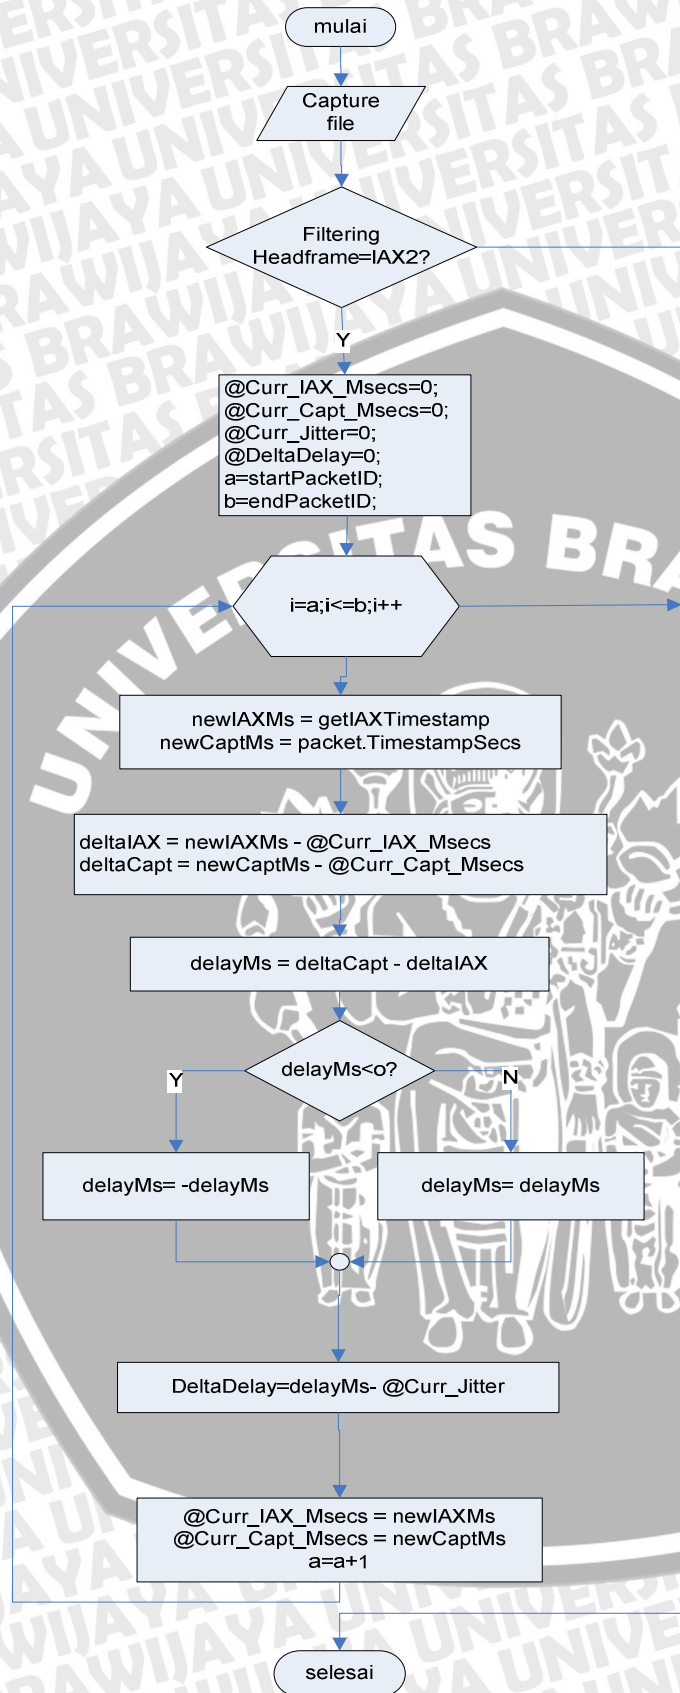 mulai
Capture
file
Filtering
Headframe=IAX2?
Y
@Curr_IAX_Msecs=0;
@Curr_Capt_Msecs=0;
@Curr_Jitter=0;
@DeltaDelay=0;
a=startPacketID;
b=endPacketID;
UNIVERSITAS BRA
i=a;i<=b;i++
newIAXMs = getIAXTimestamp
newCaptMs = packet.TimestampSecs
deltaIAX = newIAXMs - @Curr_IAX_Msecs
deltaCapt = newCaptMs - @Curr_Capt_Msecs
delayMs = deltaCapt - deltaIAX
delayMs<o?
Y
N
delayMs= -delayMs
delayMs= delayMs
DeltaDelay=delayMs- @Curr_Jitter
@Curr_IAX_Msecs = newIAXMs
@Curr_Capt_Msecs = newCaptMs
a=a+1
selesai